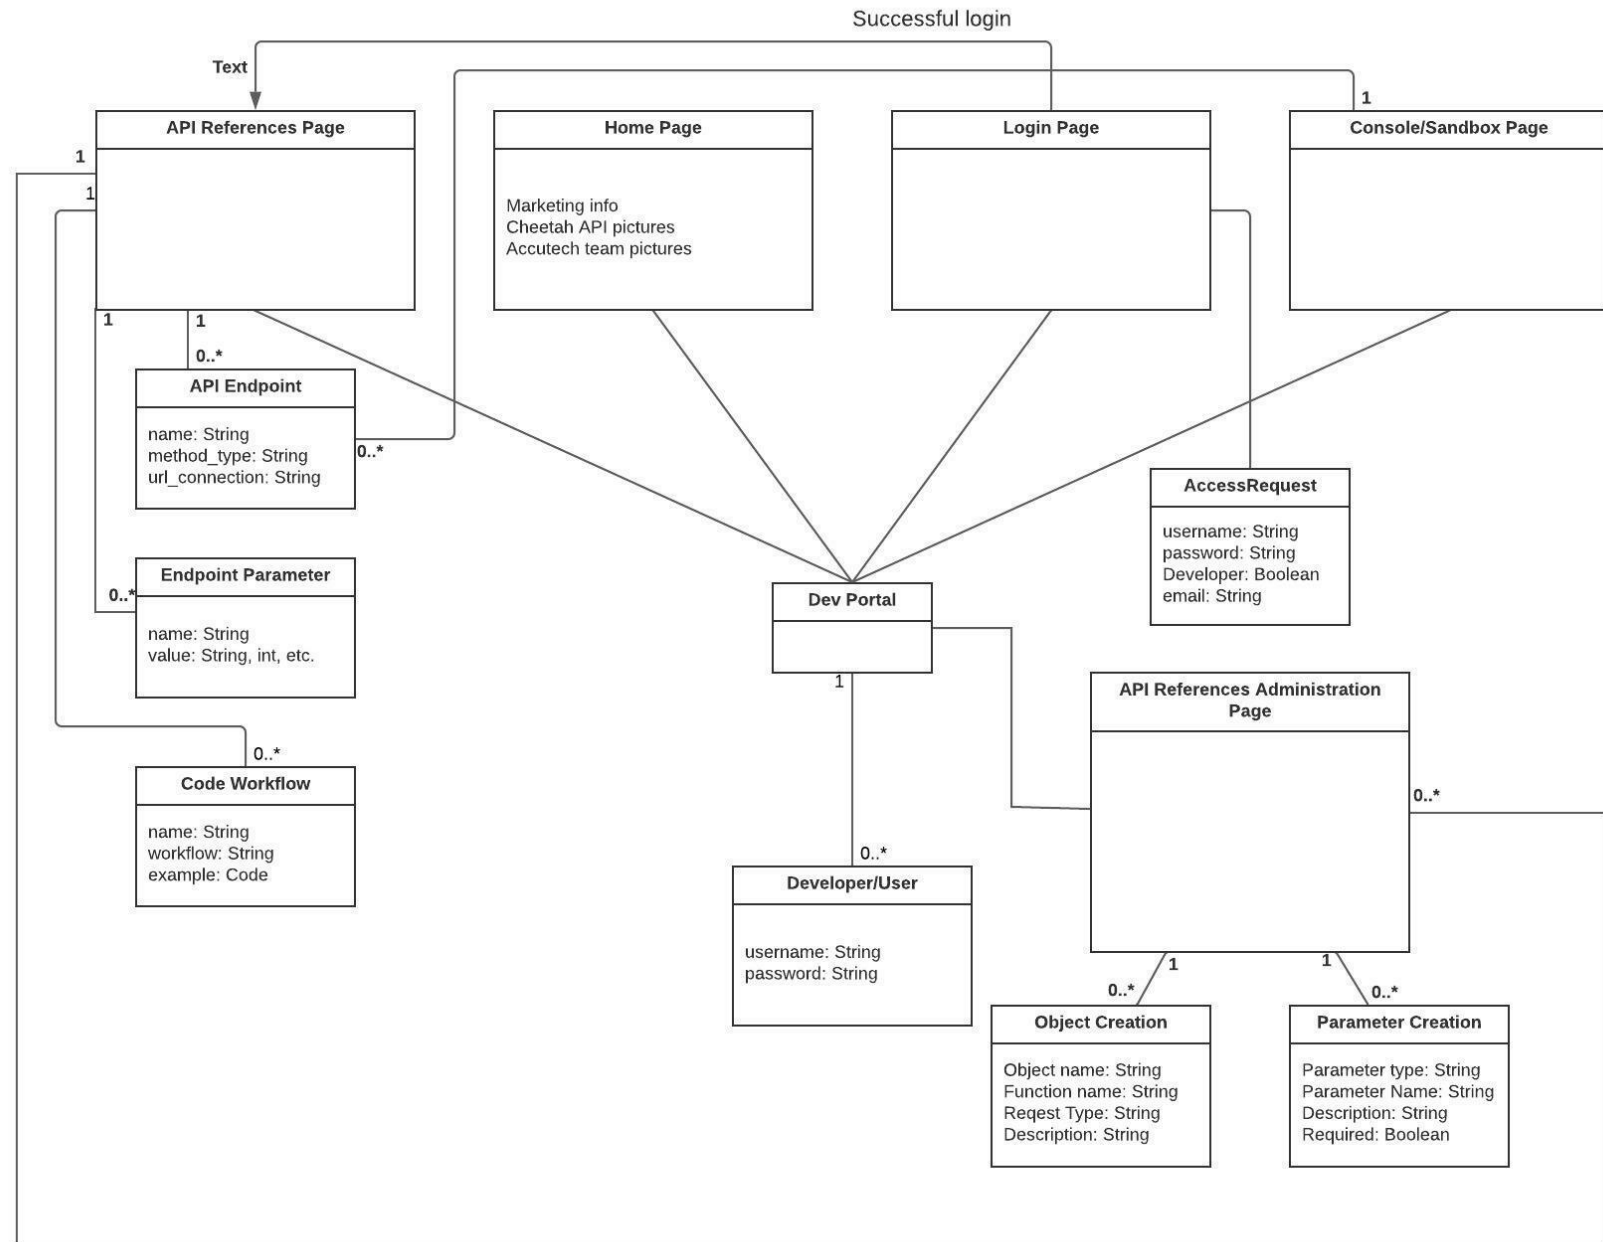 Successful login
Text
1
API References Page
Home Page
Login Page
Console/Sandbox Page
1
1
Marketing info
Cheetah API pictures
Accutech team pictures
1
1
0..*
API Endpoint
name: String
method_type: String
url_connection: String
0..*
AccessRequest
username: String
password: String
Developer: Boolean
email: String
Endpoint Parameter
0..*
name: String
value: String, int, etc.
Dev Portal
1
API References Administration
Page
0..*
Code Workflow
name: String
workflow: String
example: Code
0..*
0..*
Developer/User
username: String
password: String
1
1
0..*
0..*
Object Creation
Object name: String
Function name: String
Reqest Type: String
Description: String
Parameter Creation
Parameter type: String
Parameter Name: String
Description: String
Required: Boolean